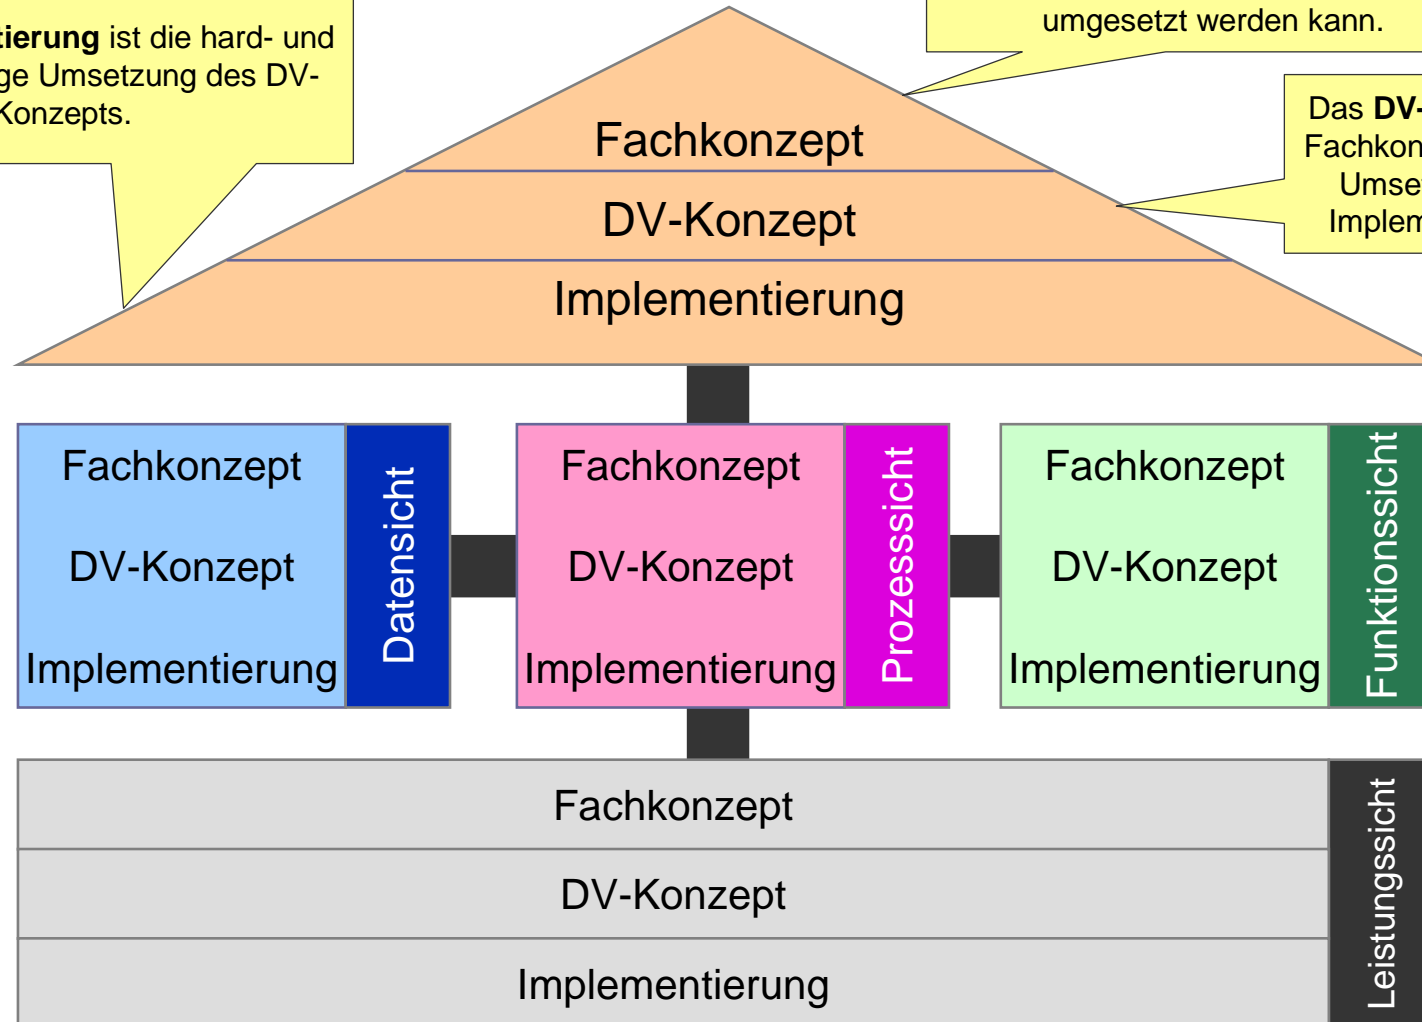 tierung ist die hard- und
ge Umsetzung des DV-
Konzepts.
umgesetzt werden kann.
Das DV-
Fachkon
Umse
Implem
Fachkonzept
DV-Konzept
Implementierung
Fachkonzept
DV-Konzept
Implementierung
Datensicht
Fachkonzept
DV-Konzept
Implementierung
Prozesssicht
Fachkonzept
DV-Konzept
Implementierung
Funktionssicht
Fachkonzept
DV-Konzept
Implementierung
Leistungssicht